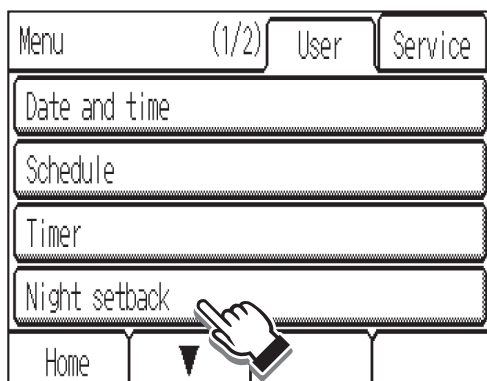 Menu (1/2) User Service
Date and time
Schedule
Timer
Night setback
Home ▼